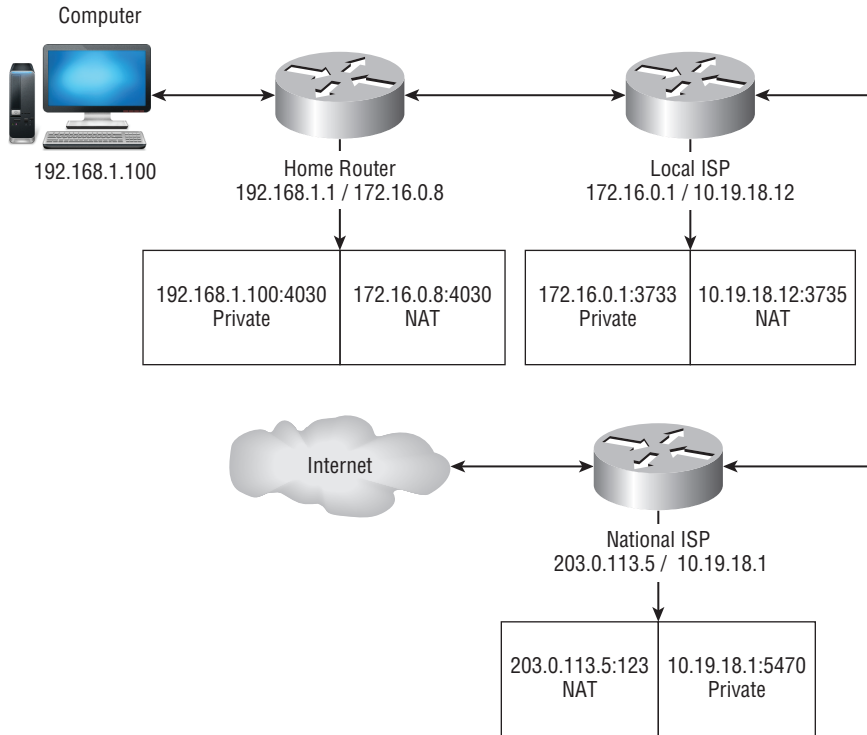 Computer
192.168.1.100
Home Router
192.168.1.1 / 172.16.0.8
Local ISP
172.16.0.1 / 10.19.18.12
192.168.1.100:4030
Private
172.16.0.8:4030
NAT
172.16.0.1:3733
Private
10.19.18.12:3735
NAT
Internet
National ISP
203.0.113.5 / 10.19.18.1
203.0.113.5:123
NAT
10.19.18.1:5470
Private